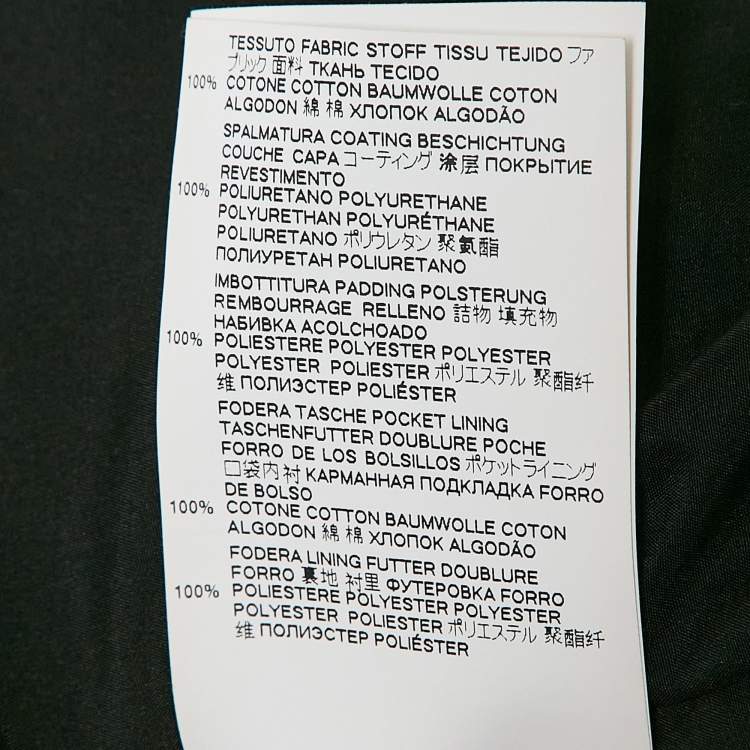 TESSUTO FABRIC STOFF TISSU TEJIDO ファ
ブリック 面料 ТКАНЬ TECIDO
100% COTONE COTTON BAUMWOLLE COTON
ALGODON 綿 棉 ХЛОПОК ALGODÃO
SPALMATURA COATING BESCHICHTUNG
COUCHE CAPA コーティング 涂层 ПОКРЫТИЕ
REVESTIMENTO
100% POLIURETANO POLYURETHANE
POLYURETHAN POLYURÉTHANE
POLIURETANO ポリウレタン 聚氨酯
ПОЛИУРЕТАН POLIURETANO
IMBOTTITURA PADDING POLSTERUNG
REMBOURRAGE RELLENO 詰物 填充物
НАБИВКА ACOLCHOADO
100% POLIESTERE POLYESTER POLYESTER
POLYESTER POLIESTER ポリエステル 聚酯纤
维 ПОЛИЭСТЕР POLIÉSTER
FODERA TASCHE POCKET LINING
TASCHENFUTTER DOUBLURE POCHE
FORRO DE LOS BOLSILLOS ポケットライニング
口袋内衬 КАРМАННАЯ ПОДКЛАДКА FORRO
DE BOLSO
100% COTONE COTTON BAUMWOLLE COTON
ALGODON 綿 棉 ХЛОПОК ALGODÃO
FODERA LINING FUTTER DOUBLURE
FORRO 裏地 衬里 ФУТЕРОВКА FORRO
100% POLIESTERE POLYESTER POLYESTER
POLYESTER POLIESTER ポリエステル 聚酯纤
维 ПОЛИЭСТЕР POLIÉSTER